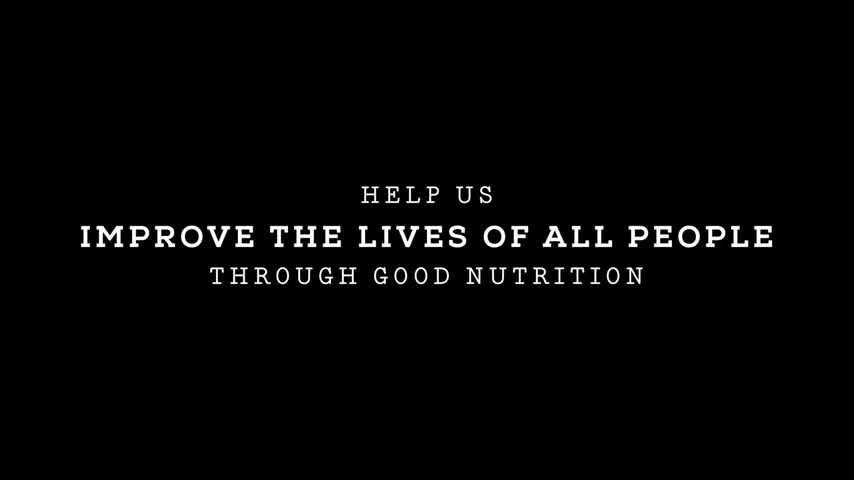 HELP US
IMPROVE THE LIVES OF ALL PEOPLE
THROUGH GOOD NUTRITION